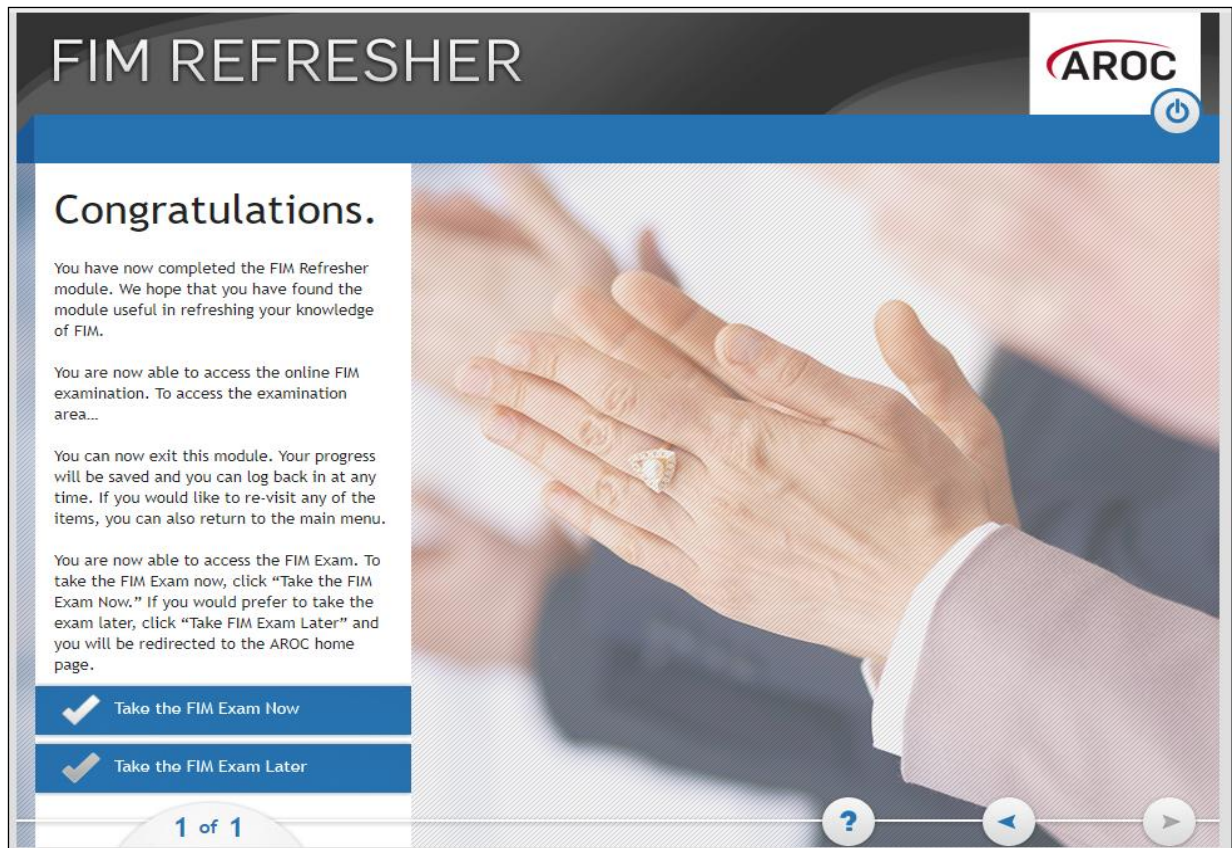 FIM REFRESHER
AROC
Congratulations.
You have now completed the FIM Refresher
module. We hope that you have found the
module useful in refreshing your knowledge
of FIM.
You are now able to access the online FIM
examination. To access the examination
area...
You can now exit this module. Your progress
will be saved and you can log back in at any
time. If you would like to re-visit any of the
items, you can also return to the main menu.
You are now able to access the FIM Exam. To
take the FIM Exam now, click “Take the FIM
Exam Now.” If you would prefer to take the
exam later, click “Take FIM Exam Later” and
you will be redirected to the AROC home
page.
Take the FIM Exam Now
Take the FIM Exam Later
1 of 1
?